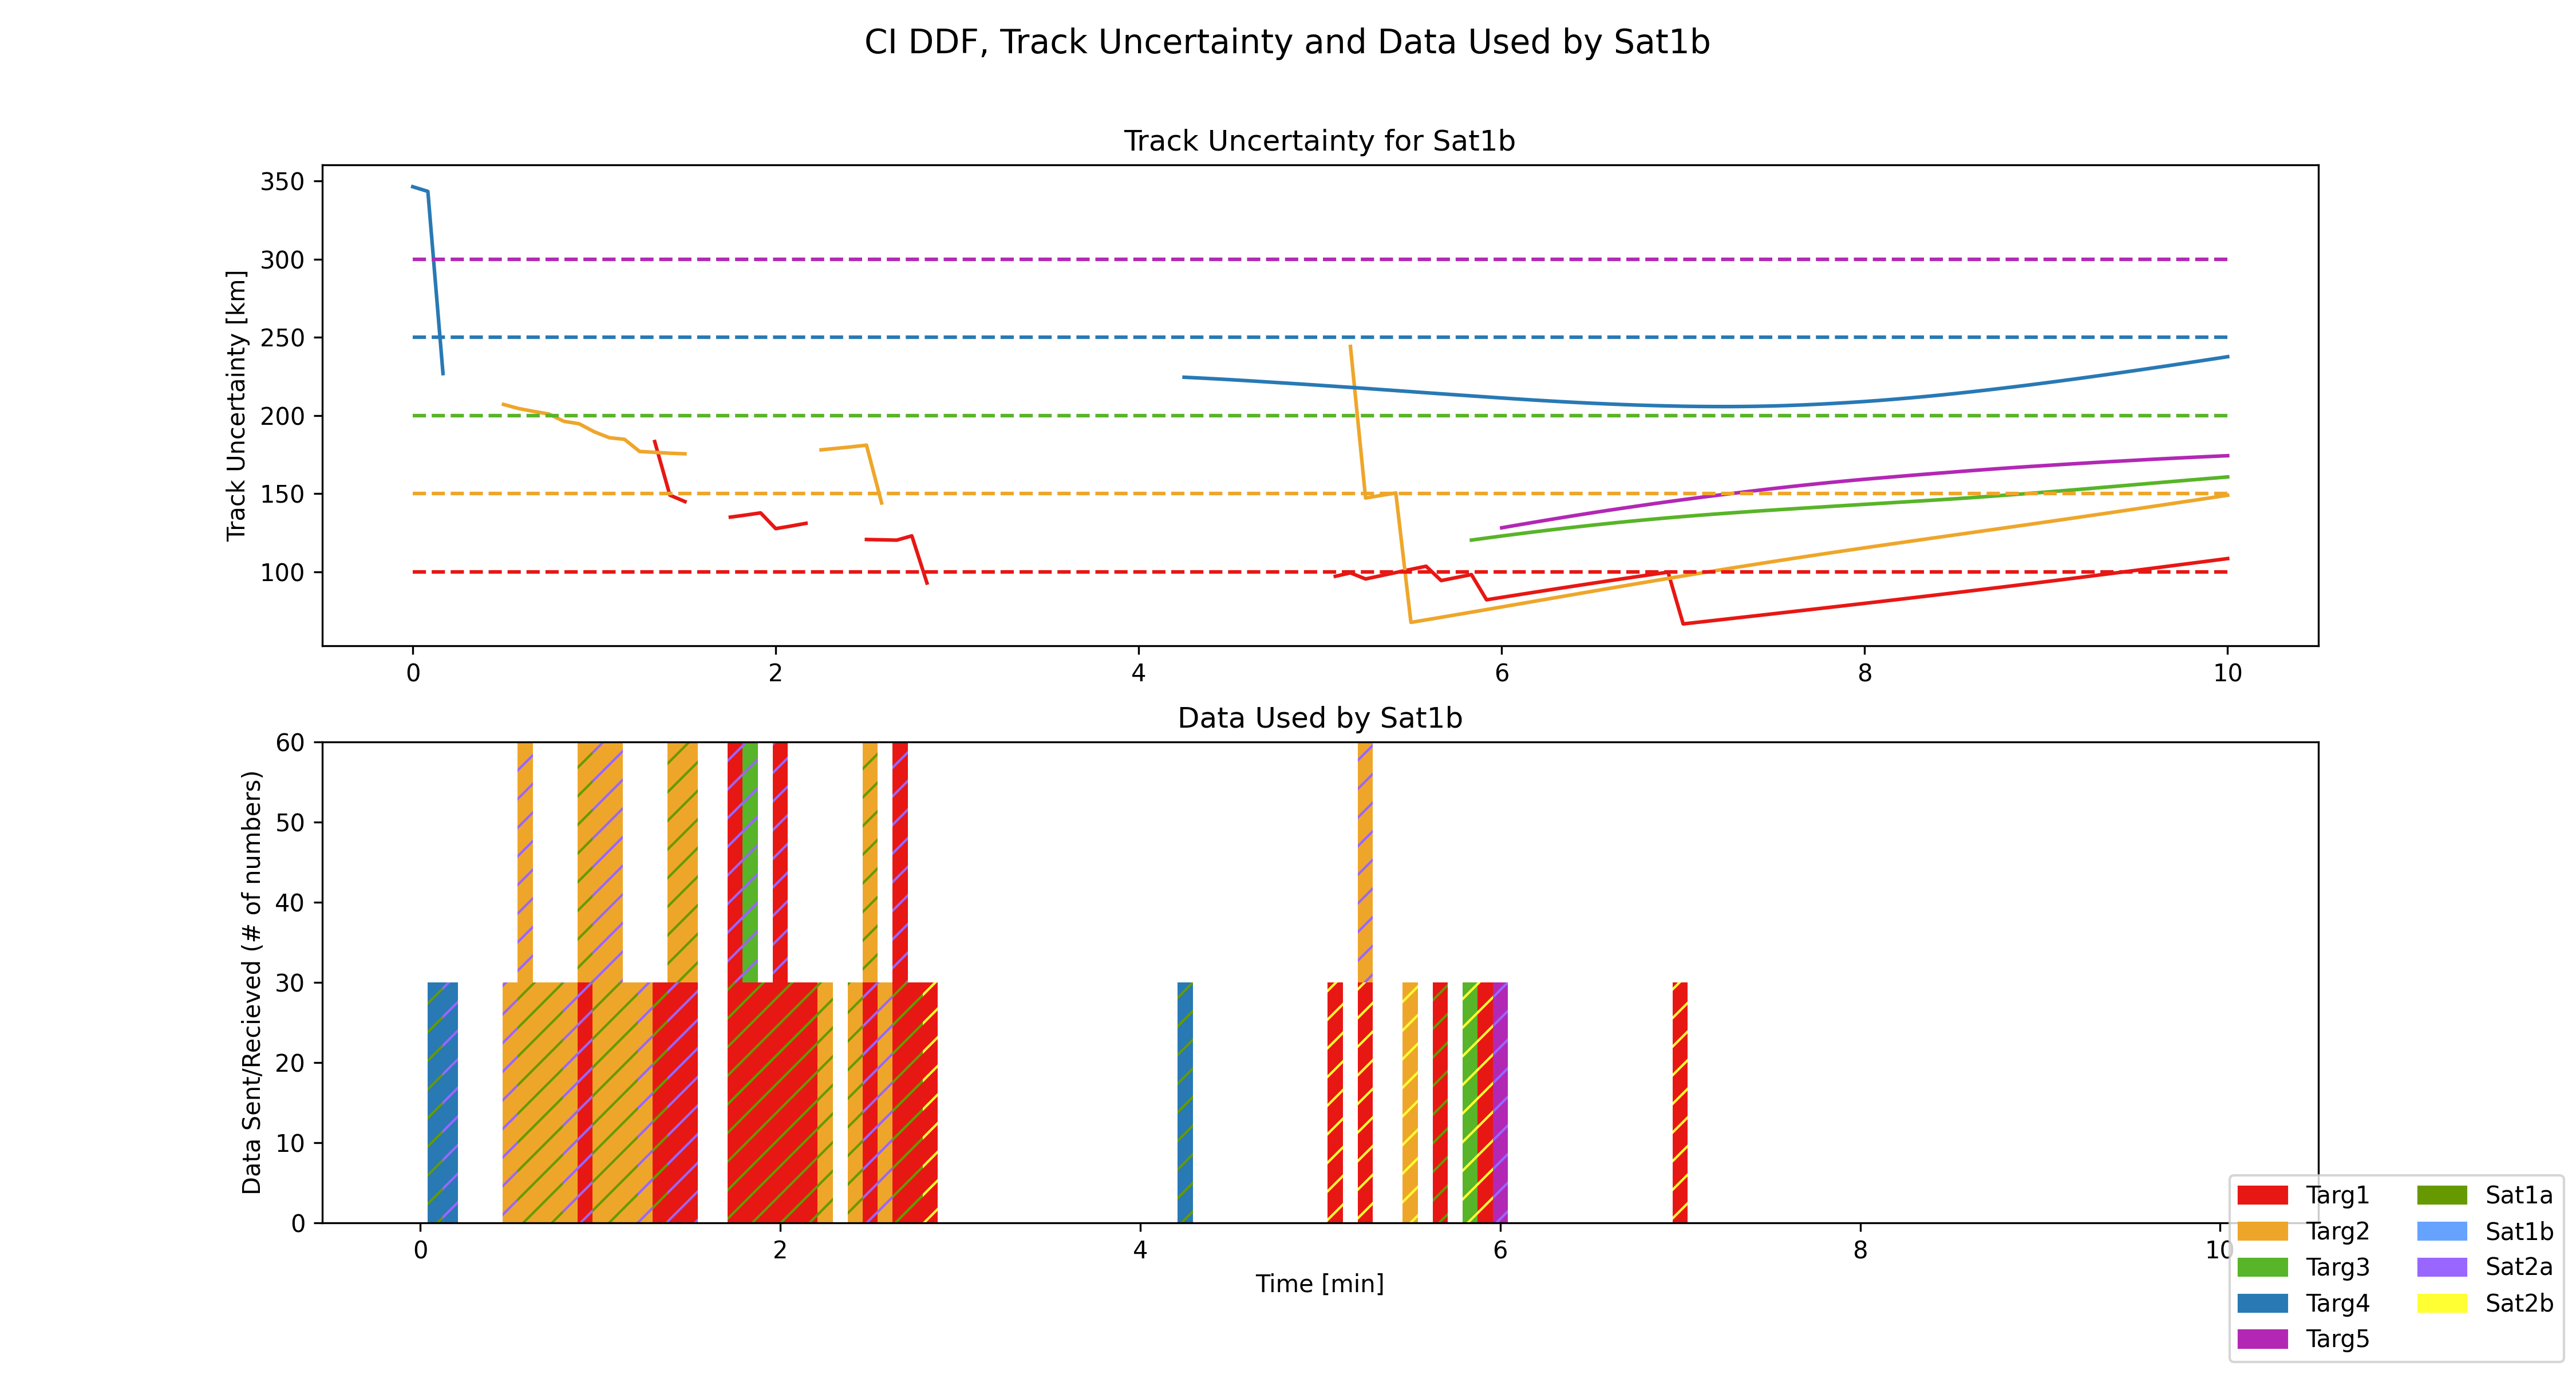 CI DDF, Track Uncertainty and Data Used by Sat1b
Track Uncertainty for Sat1b
Track Uncertainty [km]
350
300
250
200
150
100
0 2 4 6 8 10
Data Used by Sat1b
Data Sent/Recieved (# of numbers)
60
50
40
30
20
10
0
0 2 4 6 8 10
Time [min]
Targ1 Sat1a
Targ2 Sat1b
Targ3 Sat2a
Targ4 Sat2b
Targ5